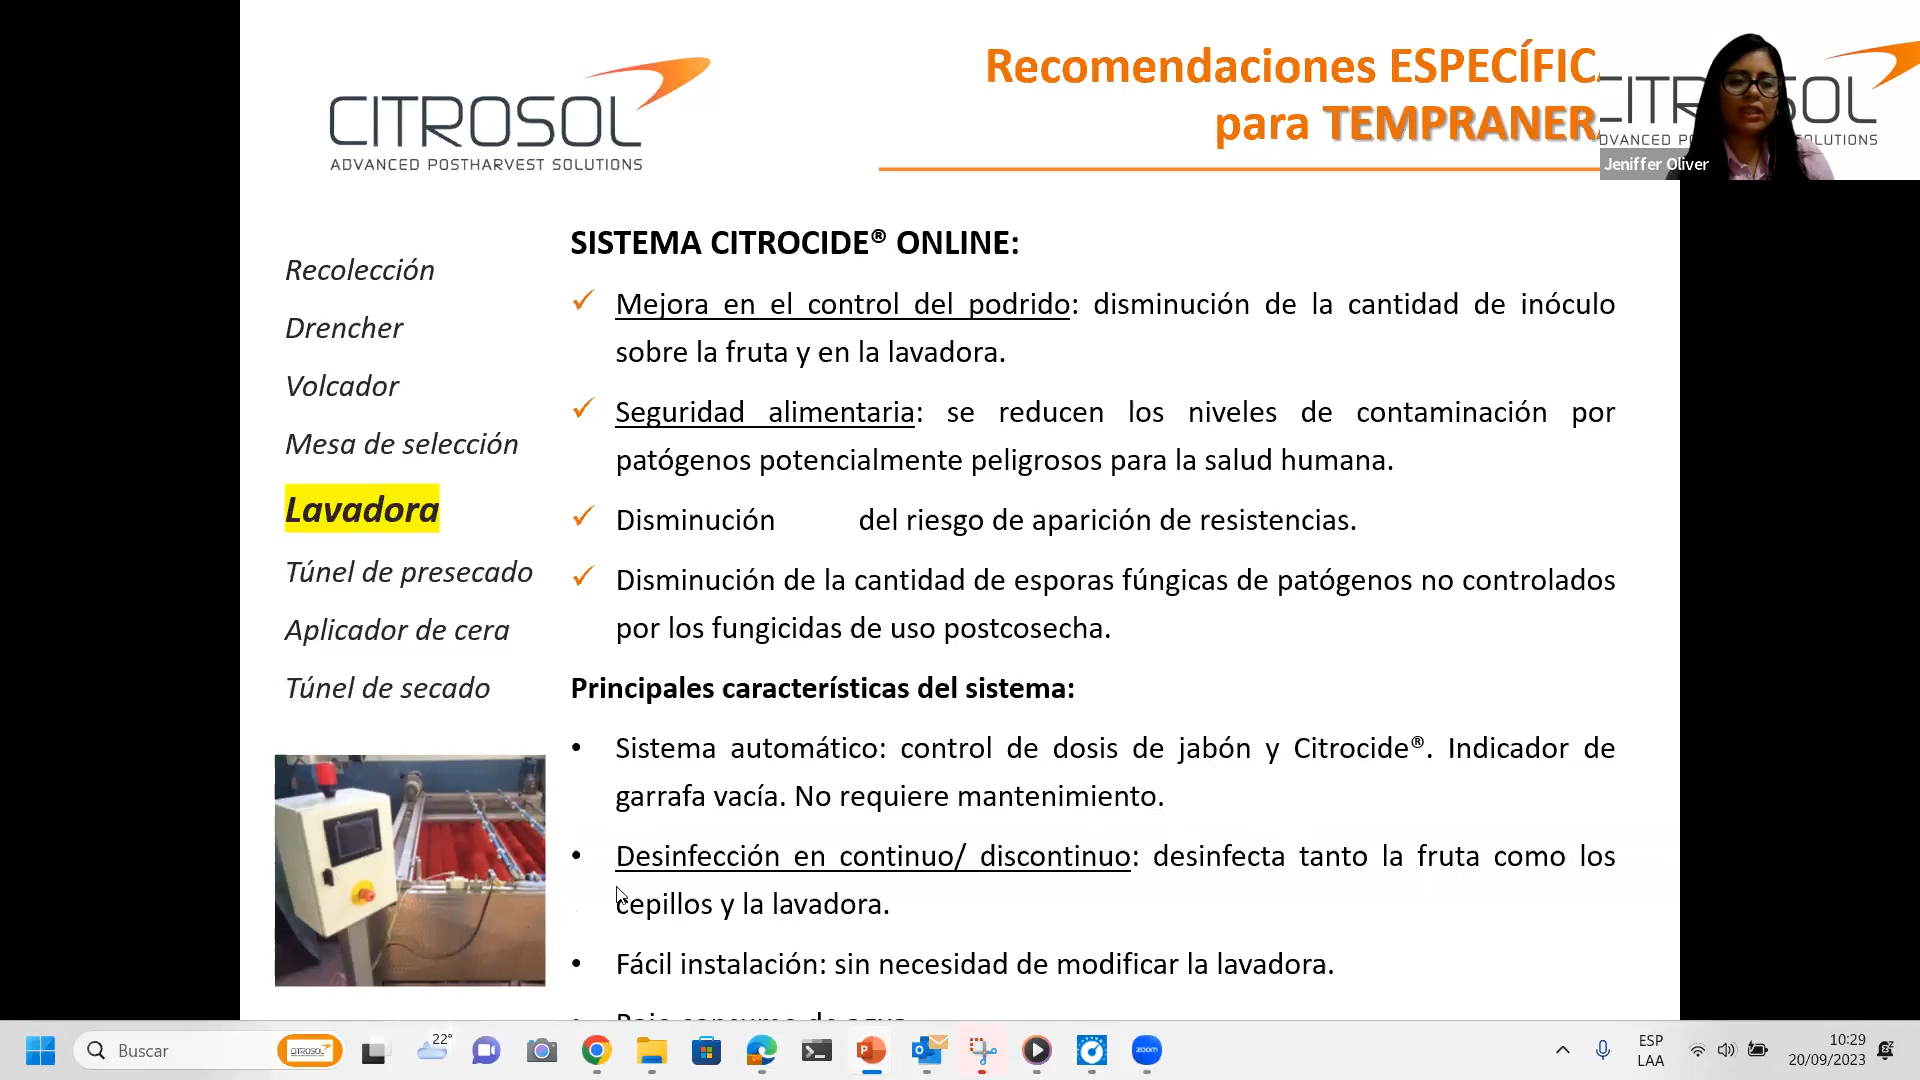 CITROSOL
ADVANCED POSTHARVEST SOLUTIONS
Recomendaciones ESPECÍFIC
para TEMPRANER
Jeniffer Oliver
Recolección
Drencher
Volcador
Mesa de selección
Lavadora
Túnel de presecado
Aplicador de cera
Túnel de secado
SISTEMA CITROCIDE® ONLINE:
✓ Mejora en el control del podrido: disminución de la cantidad de inóculo
sobre la fruta y en la lavadora.
✓ Seguridad alimentaria: se reducen los niveles de contaminación por
patógenos potencialmente peligrosos para la salud humana.
✓ Disminución del riesgo de aparición de resistencias.
✓ Disminución de la cantidad de esporas fúngicas de patógenos no controlados
por los fungicidas de uso postcosecha.
Principales características del sistema:
• Sistema automático: control de dosis de jabón y Citrocide®. Indicador de
garrafa vacía. No requiere mantenimiento.
• Desinfección en continuo/ discontinuo: desinfecta tanto la fruta como los
cepillos y la lavadora.
• Fácil instalación: sin necesidad de modificar la lavadora.
• Bajo consumo de agua
Buscar
CITROSOL
22°
zoom
ESP
LAA
10:29
20/09/2023